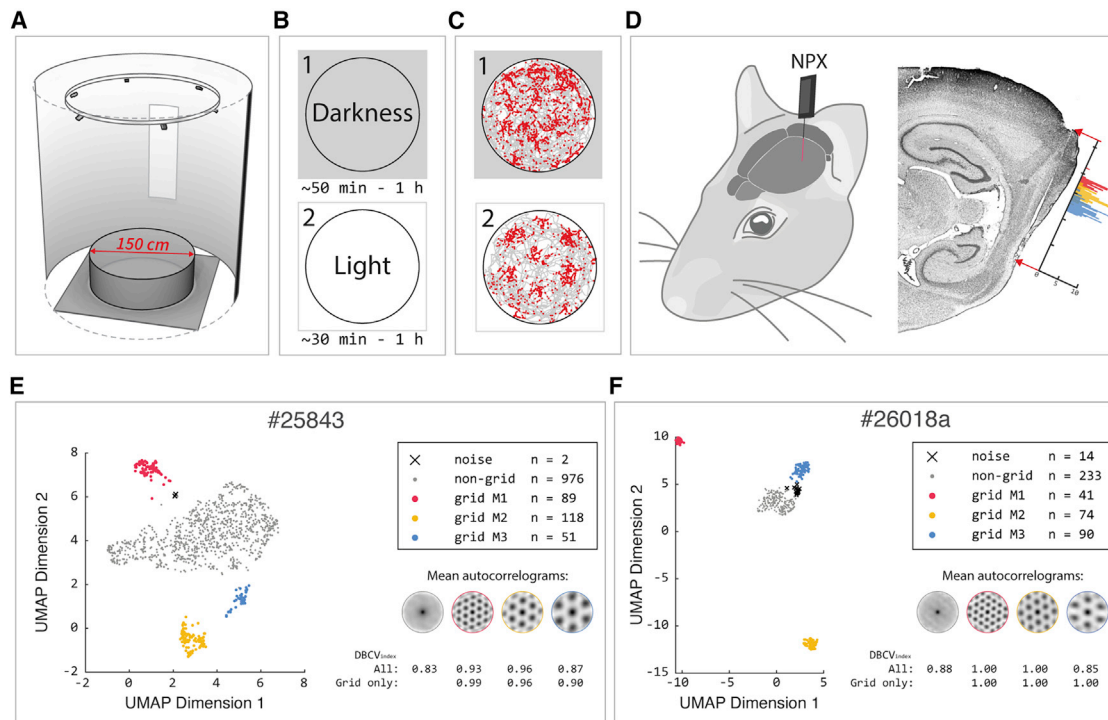 A
150 cm
B
1
Darkness
~50 min - 1 h
2
Light
~30 min - 1 h
C
1
2
D
NPX
0
5
20
E
#25843
UMAP Dimension 2
8
6
4
2
0
-2
-2
0
2
4
6
8
UMAP Dimension 1
noise n = 2
non-grid n = 976
grid M1 n = 89
grid M2 n = 118
grid M3 n = 51
Mean autocorrelograms:
DBCVindex
All: 0.83 0.93 0.96 0.87
Grid only: 0.99 0.96 0.90
F
#26018a
UMAP Dimension 2
10
5
0
-5
-10
-15
-10
-5
0
5
UMAP Dimension 1
noise n = 14
non-grid n = 233
grid M1 n = 41
grid M2 n = 74
grid M3 n = 90
Mean autocorrelograms:
DBCVindex
All: 0.88 1.00 1.00 0.85
Grid only: 1.00 1.00 1.00